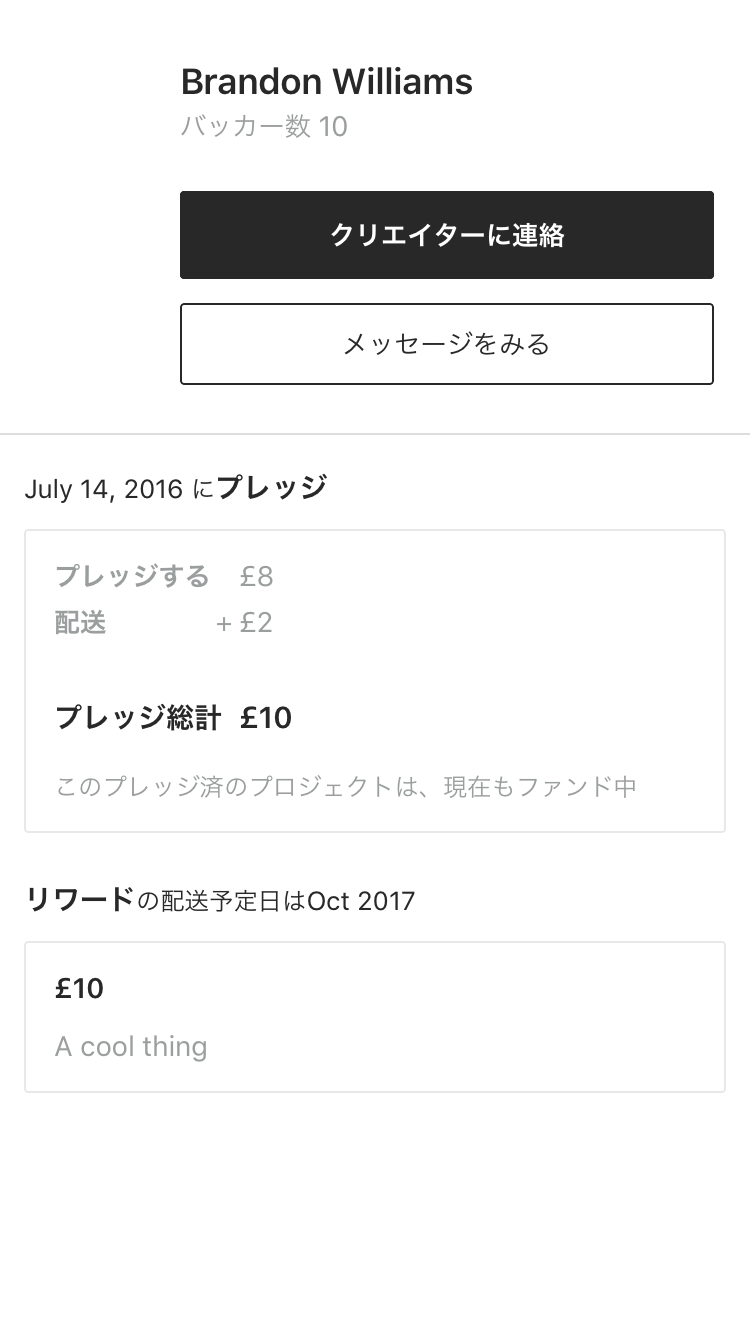 Brandon Williams
バッカー数 10
クリエイターに連絡
メッセージをみる
July 14, 2016 にプレッジ
プレッジする £8
配送 + £2
プレッジ総計 £10
このプレッジ済のプロジェクトは、現在もファンド中
リワードの配送予定日はOct 2017
£10
A cool thing